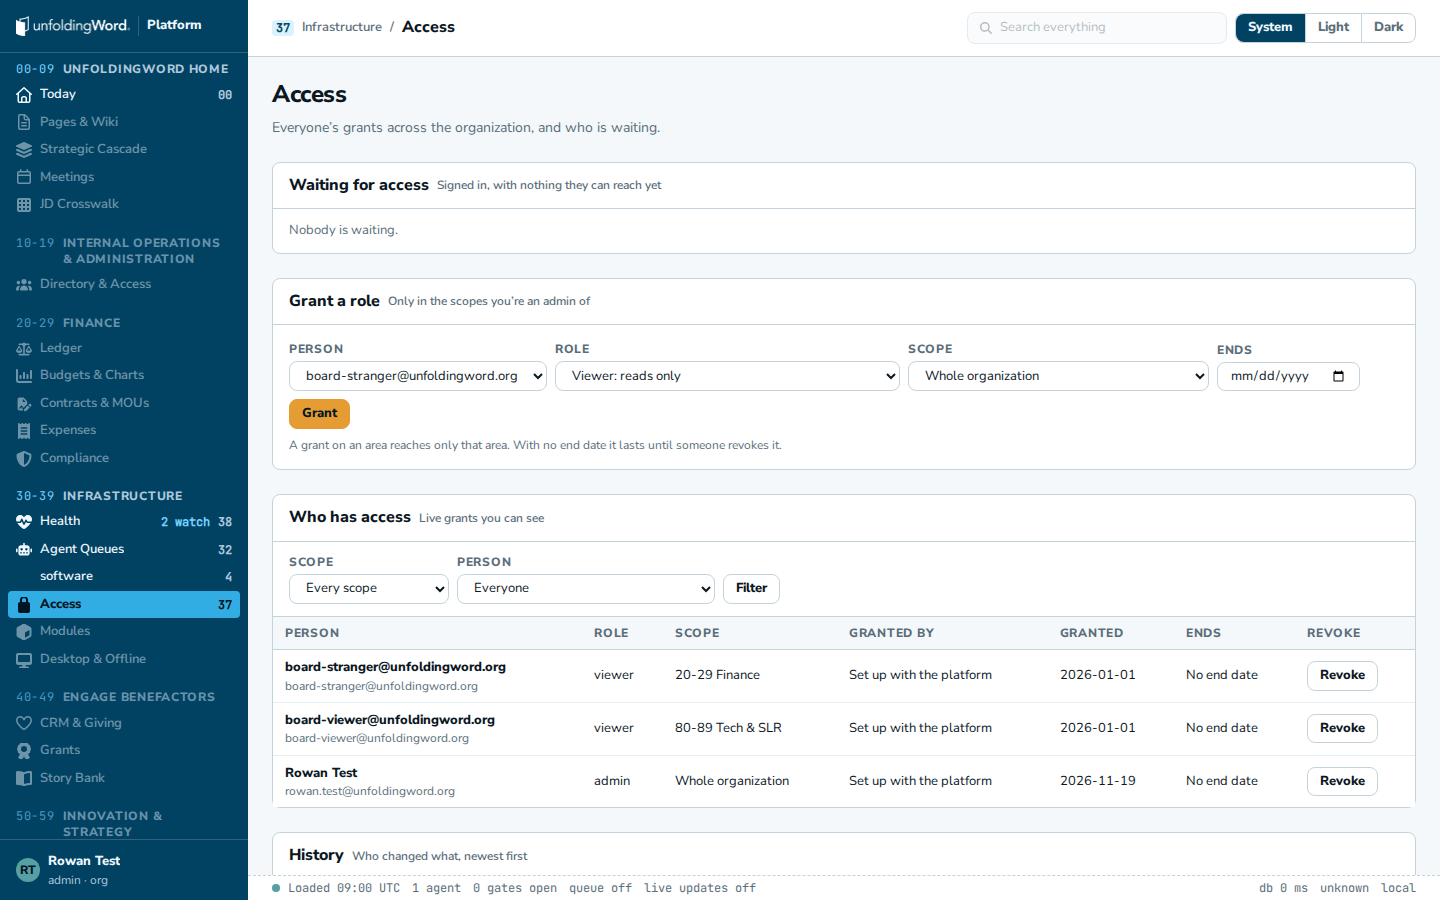 unfoldingWord Platform
37 Infrastructure / Access
Search everything
System Light Dark
00-09 UNFOLDINGWORD HOME
Today 00
Pages & Wiki
Strategic Cascade
Meetings
JD Crosswalk
10-19 INTERNAL OPERATIONS
& ADMINISTRATION
Directory & Access
20-29 FINANCE
Ledger
Budgets & Charts
Contracts & MOUs
Expenses
Compliance
30-39 INFRASTRUCTURE
Health 2 watch 38
Agent Queues 32
software 4
Access 37
Modules
Desktop & Offline
40-49 ENGAGE BENEFACTORS
CRM & Giving
Grants
Story Bank
50-59 INNOVATION &
STRATEGY
RT Rowan Test
admin · org
Access
Everyone's grants across the organization, and who is waiting.
Waiting for access Signed in, with nothing they can reach yet
Nobody is waiting.
Grant a role Only in the scopes you're an admin of
PERSON ROLE SCOPE ENDS
board-stranger@unfoldingword.org Viewer: reads only Whole organization mm/dd/yyyy
Grant
A grant on an area reaches only that area. With no end date it lasts until someone revokes it.
Who has access Live grants you can see
SCOPE PERSON
Every scope Everyone Filter
PERSON ROLE SCOPE GRANTED BY GRANTED ENDS REVOKE
board-stranger@unfoldingword.org viewer 20-29 Finance Set up with the platform 2026-01-01 No end date Revoke
board-stranger@unfoldingword.org
board-viewer@unfoldingword.org viewer 80-89 Tech & SLR Set up with the platform 2026-01-01 No end date Revoke
board-viewer@unfoldingword.org
Rowan Test admin Whole organization Set up with the platform 2026-11-19 No end date Revoke
rowan.test@unfoldingword.org
History Who changed what, newest first
Loaded 09:00 UTC 1 agent 0 gates open queue off live updates off db 0 ms unknown local